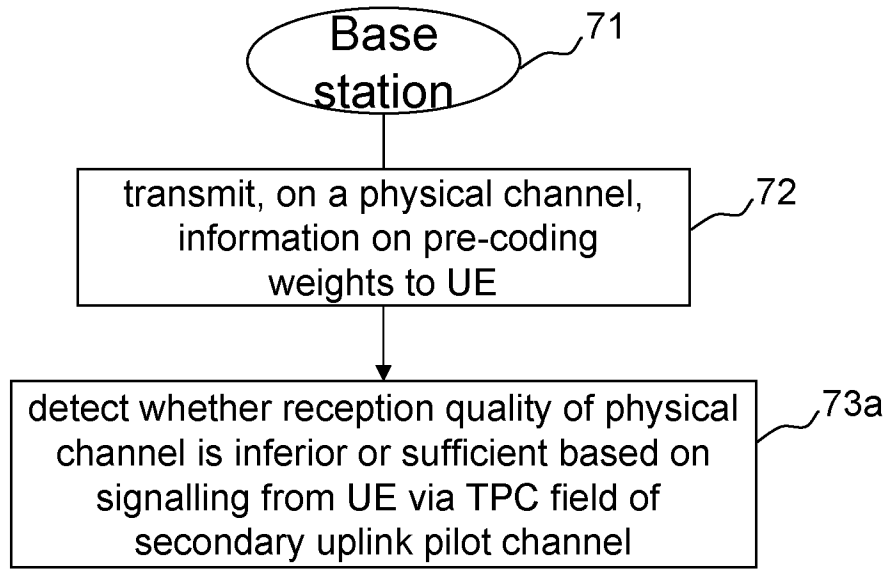 Base
station
71
transmit, on a physical channel,
information on pre-coding
weights to UE
72
detect whether reception quality of physical
channel is inferior or sufficient based on
signalling from UE via TPC field of
secondary uplink pilot channel
73a